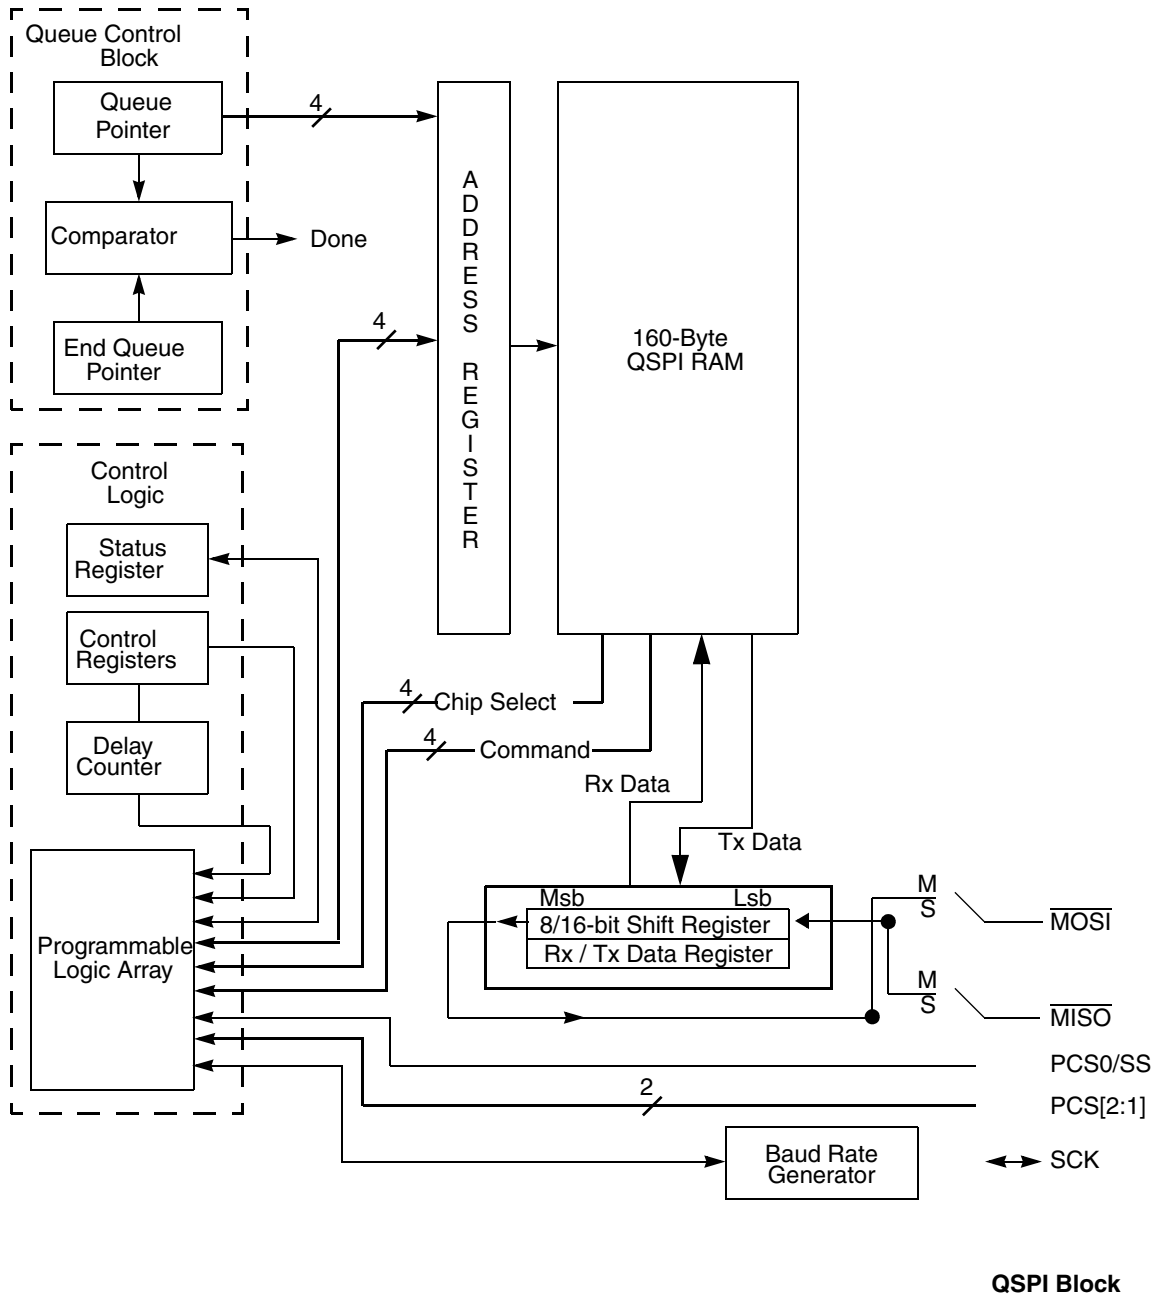 Queue Control
Block
Queue
Pointer
4
Comparator
Done
End Queue
Pointer
4
ADDRESS REGISTER
160-Byte
QSPI RAM
Control
Logic
Status
Register
Control
Registers
Delay
Counter
Programmable
Logic Array
4
Chip Select
4
Command
Rx Data
Tx Data
Msb
Lsb
8/16-bit Shift Register
Rx / Tx Data Register
M
S
MOSI
M
S
MISO
PCS0/SS
2
PCS[2:1]
Baud Rate
Generator
SCK
QSPI Block